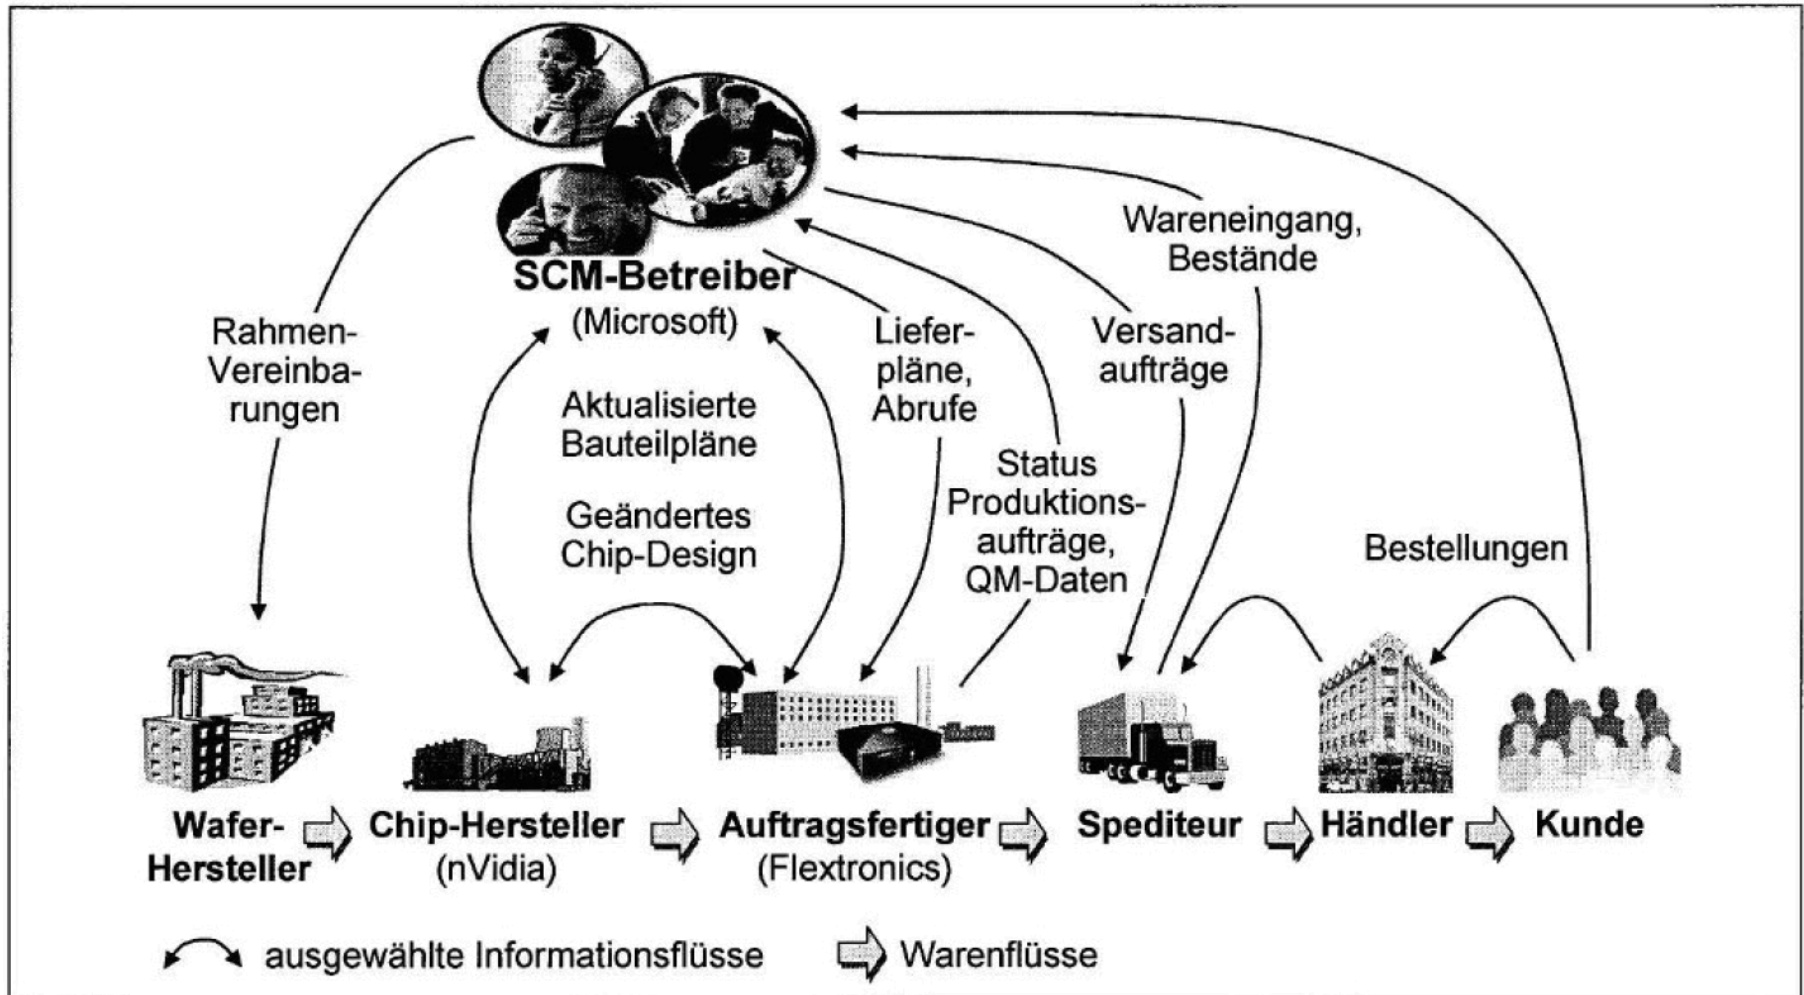 SCM-Betreiber
(Microsoft)
Rahmen-
Vereinba-
rungen
Aktualisierte
Bauteilpläne
Geändertes
Chip-Design
Liefer-
pläne,
Abrufe
Status
Produktions-
aufträge,
QM-Daten
Versand-
aufträge
Wareneingang,
Bestände
Bestellungen
Wafer-
Hersteller
Chip-Hersteller
(nVidia)
Auftragsfertiger
(Flextronics)
Spediteur
Händler
Kunde
ausgewählte Informationsflüsse
Warenflüsse